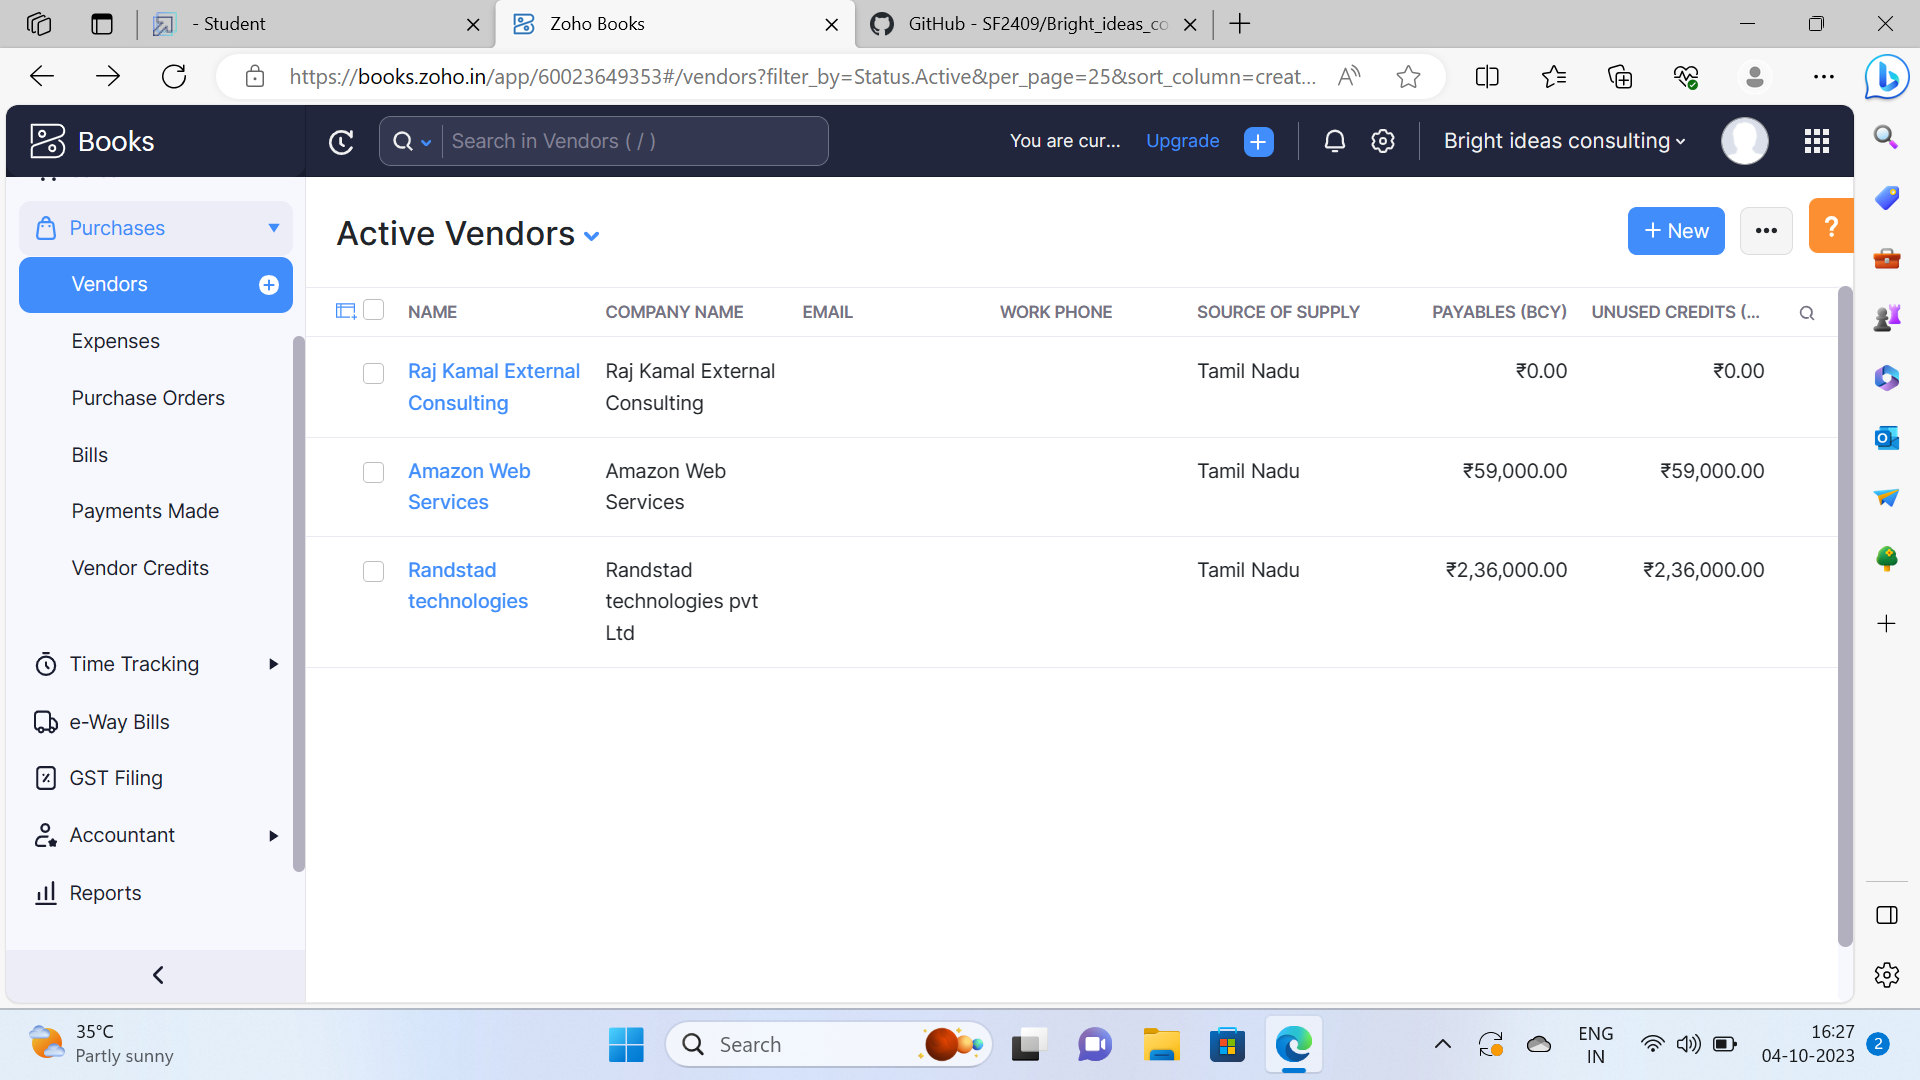 - Student
Zoho Books
GitHub - SF2409/Bright_ideas_co
https://books.zoho.in/app/60023649353#/vendors?filter_by=Status.Active&per_page=25&sort_column=creat...
Books
Search in Vendors ( / )
You are cur...
Upgrade
Bright ideas consulting
Purchases
Vendors
Expenses
Purchase Orders
Bills
Payments Made
Vendor Credits
Time Tracking
e-Way Bills
GST Filing
Accountant
Reports
Active Vendors
+ New
?
NAME COMPANY NAME EMAIL WORK PHONE SOURCE OF SUPPLY PAYABLES (BCY) UNUSED CREDITS (...
Raj Kamal External Raj Kamal External Tamil Nadu ₹0.00 ₹0.00
Consulting Consulting
Amazon Web Amazon Web Tamil Nadu ₹59,000.00 ₹59,000.00
Services Services
Randstad Randstad Tamil Nadu ₹2,36,000.00 ₹2,36,000.00
technologies technologies pvt
Ltd
35°C
Partly sunny
Search
ENG
IN
16:27
04-10-2023
2